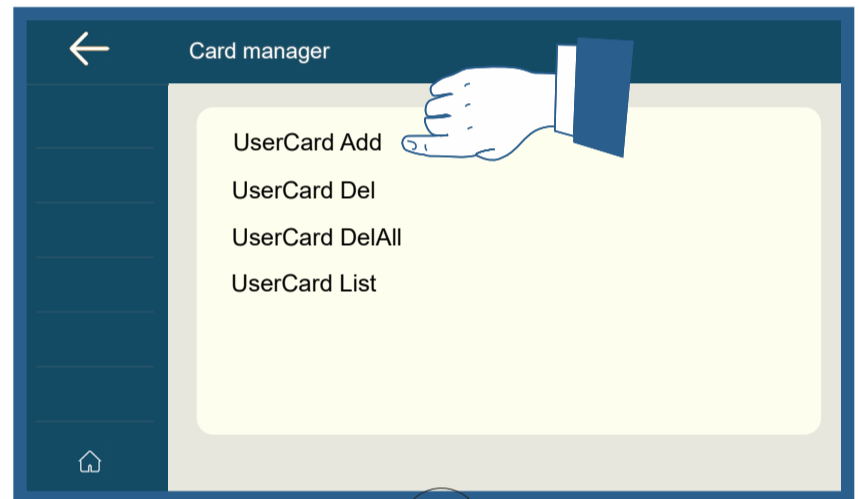 Card manager
UserCard Add
UserCard Del
UserCard DelAll
UserCard List